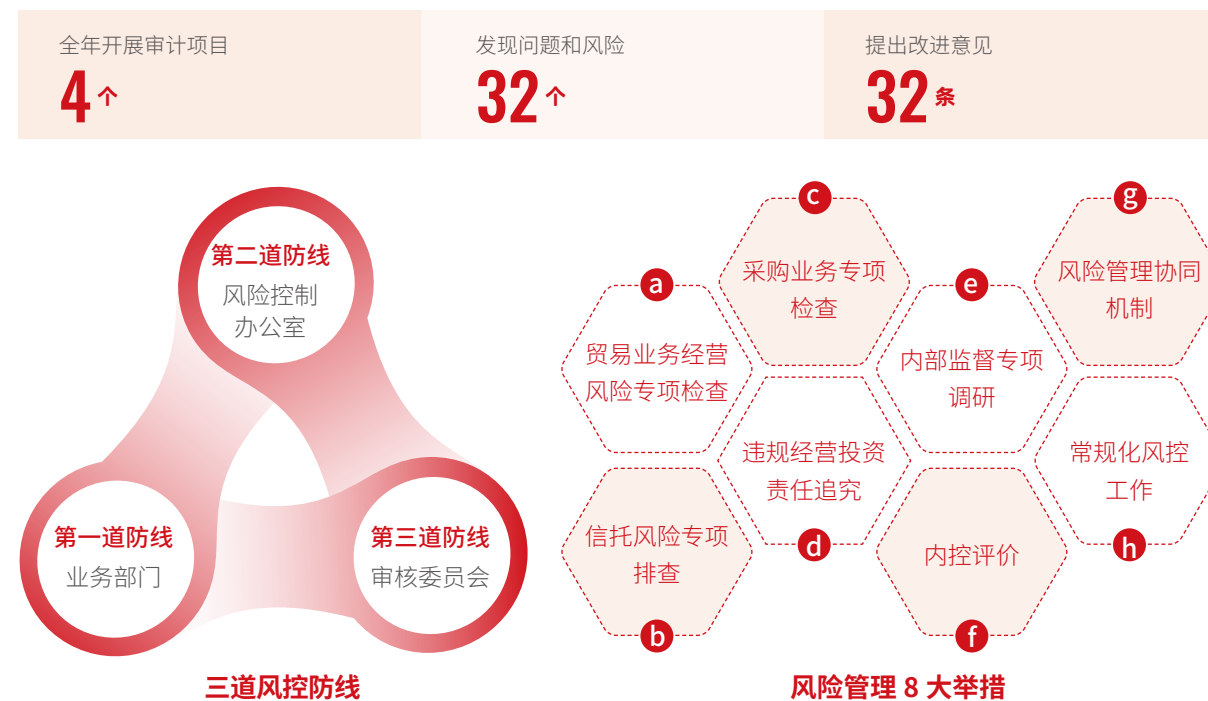 全年开展审计项目
4个
发现问题和风险
32个
提出改进意见
32条
第二道防线
风险控制
办公室
第一道防线
业务部门
第三道防线
审核委员会
三道风控防线
a
贸易业务经营
风险专项检查
b
信托风险专项
排查
c
采购业务专项
检查
d
违规经营投资
责任追究
e
内部监督专项
调研
f
内控评价
g
风险管理协同
机制
h
常规化风控
工作
风险管理 8 大举措